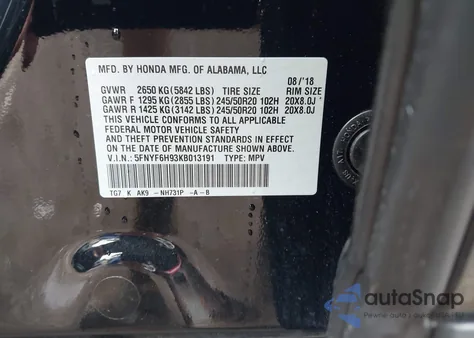 MFD. BY HONDA MFG. OF ALABAMA, LLC
08/'18
GVWR 2650 KG (5842 LBS) TIRE SIZE RIM SIZE
GAWR F 1295 KG (2855 LBS) 245/50R20 102H 20X8.0J
GAWR R 1425 KG (3142 LBS) 245/50R20 102H 20X8.0J
THIS VEHICLE CONFORMS TO ALL APPLICABLE
FEDERAL MOTOR VEHICLE SAFETY
AND THEFT PREVENTION STANDARDS IN EFFECT
ON THE DATE OF MANUFACTURE SHOWN ABOVE.
V.I.N.: 5FNYF6H93KB013191 TYPE: MPV
TG7 K AK9 -NH731P -A-B
autoSnap